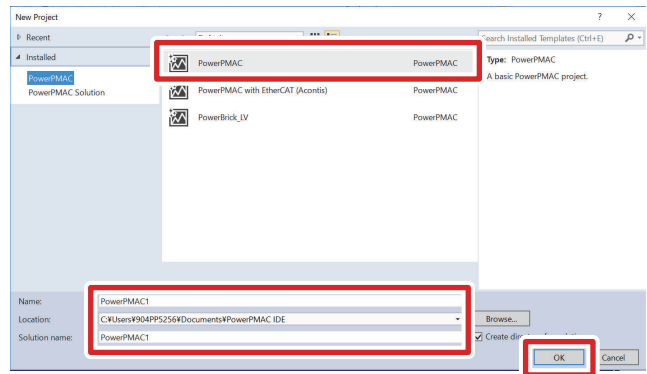 New Project
? ×
Recent
Search Installed Templates (Ctrl+E)
Installed
PowerPMAC PowerPMAC
Type: PowerPMAC
PowerPMAC
A basic PowerPMAC project.
PowerPMAC Solution
PowerPMAC with EtherCAT (Acontis) PowerPMAC
PowerBrick_LV PowerPMAC
Name: PowerPMAC1
Location: C:¥Users¥904PP5256¥Documents¥PowerPMAC IDE Browse...
Solution name: PowerPMAC1
OK Cancel